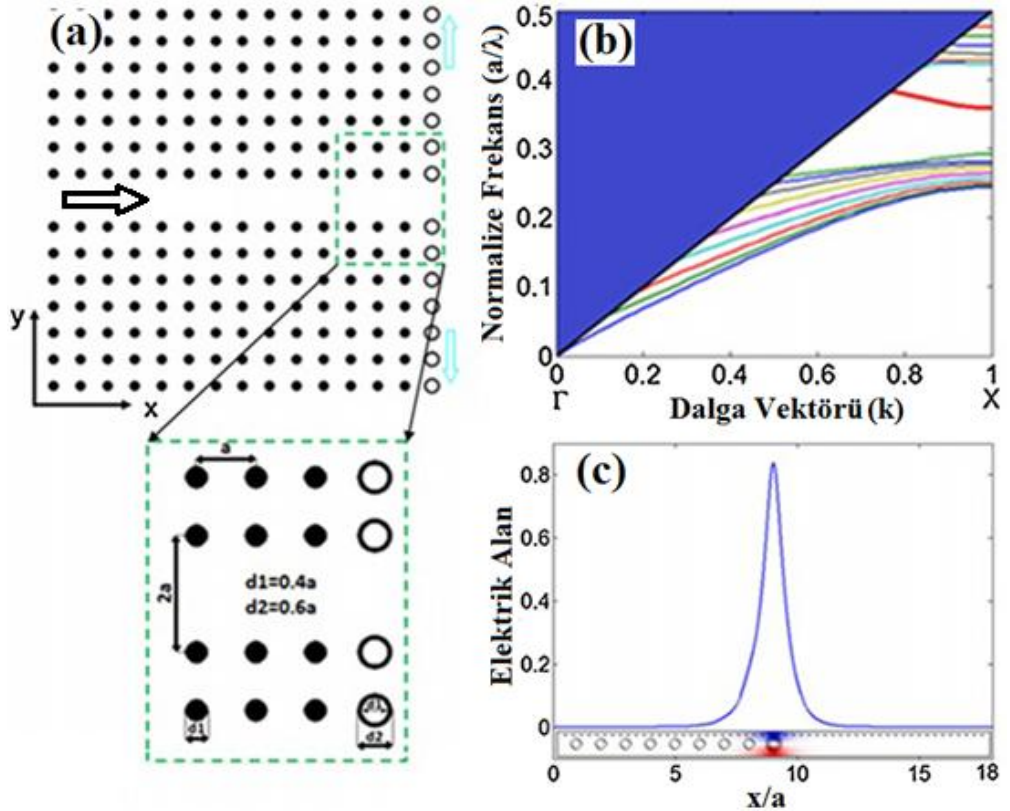 (a)
y
x
a
2a
d1=0.4a
d2=0.6a
d1
d2
(b)
Normalize Frekans (a/λ)
0.5
0.4
0.3
0.2
0.1
0
0.2
0.4
0.6
0.8
1
Γ
Dalga Vektörü (k)
X
(c)
Elektrik Alan
0.8
0.6
0.4
0.2
0
0
5
10
15
18
x/a